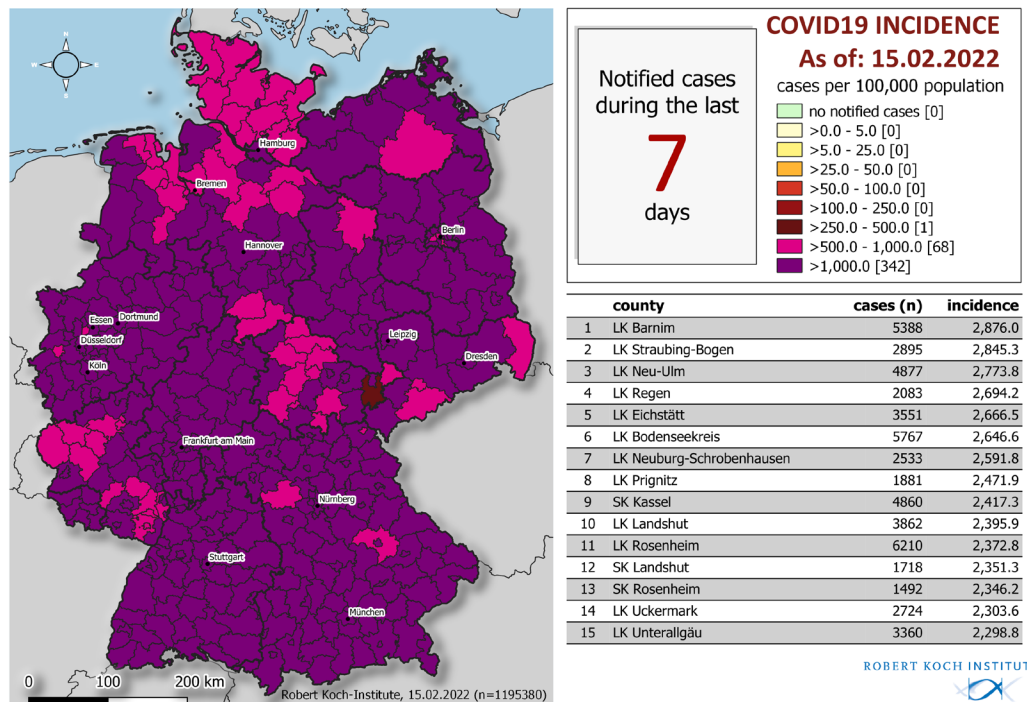 N
W
E
S
Hamburg
Bremen
Berlin
Hannover
Essen
Dortmund
Düsseldorf
Köln
Leipzig
Dresden
Frankfurt am Main
Nürnberg
Stuttgart
München
0 100 200 km
Robert Koch-Institute, 15.02.2022 (n=1195380)
Notified cases
during the last
7
days
COVID19 INCIDENCE
As of: 15.02.2022
cases per 100,000 population
no notified cases [0]
>0.0 - 5.0 [0]
>5.0 - 25.0 [0]
>25.0 - 50.0 [0]
>50.0 - 100.0 [0]
>100.0 - 250.0 [0]
>250.0 - 500.0 [1]
>500.0 - 1,000.0 [68]
>1,000.0 [342]
county cases (n) incidence
1 LK Barnim 5388 2,876.0
2 LK Straubing-Bogen 2895 2,845.3
3 LK Neu-Ulm 4877 2,773.8
4 LK Regen 2083 2,694.2
5 LK Eichstätt 3551 2,666.5
6 LK Bodenseekreis 5767 2,646.6
7 LK Neuburg-Schrobenhausen 2533 2,591.8
8 LK Prignitz 1881 2,471.9
9 SK Kassel 4860 2,417.3
10 LK Landshut 3862 2,395.9
11 LK Rosenheim 6210 2,372.8
12 SK Landshut 1718 2,351.3
13 SK Rosenheim 1492 2,346.2
14 LK Uckermark 2724 2,303.6
15 LK Unterallgäu 3360 2,298.8
ROBERT KOCH INSTITUT